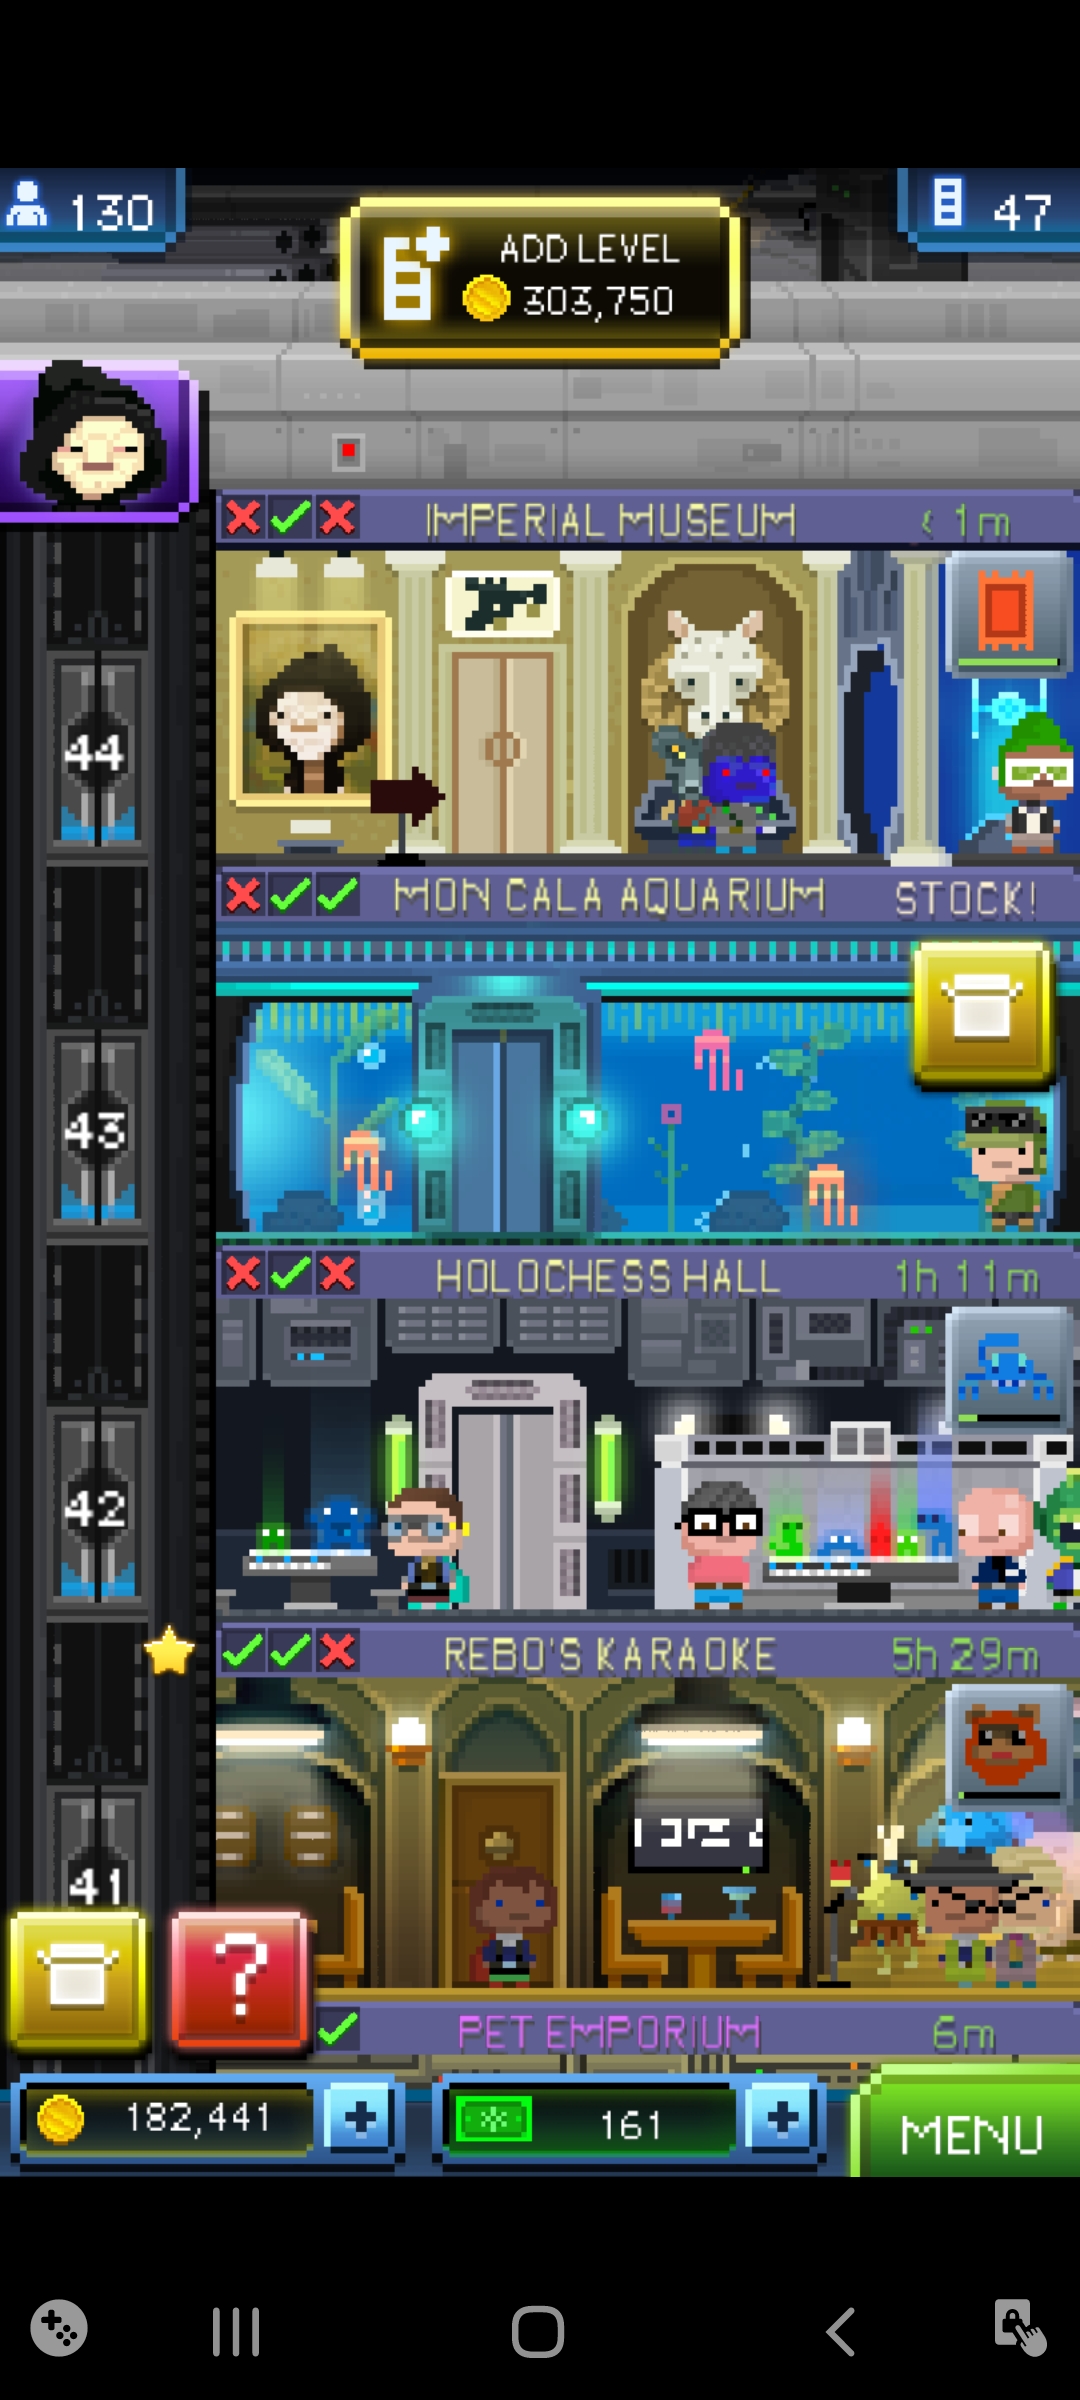 130
ADD LEVEL
303,750
47
IMPERIAL MUSEUM
< 1m
44
MON CALA AQUARIUM
STOCK!
43
HOLOCHESS HALL
1h 11m
42
REBO'S KARAOKE
5h 29m
41
?
PET EMPORIUM
6m
182,441
+
161
+
MENU